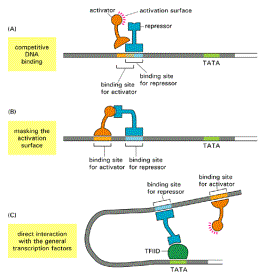 activator
activation surface
repressor
(A)
competitive
DNA
binding
TATA
binding site
for activator
binding site
for repressor
(B)
masking the
activation
surface
TATA
binding site
for activator
binding site
for repressor
binding site
for repressor
binding site
for activator
(C)
direct interaction
with the general
transcription factors
TFIID
TATA